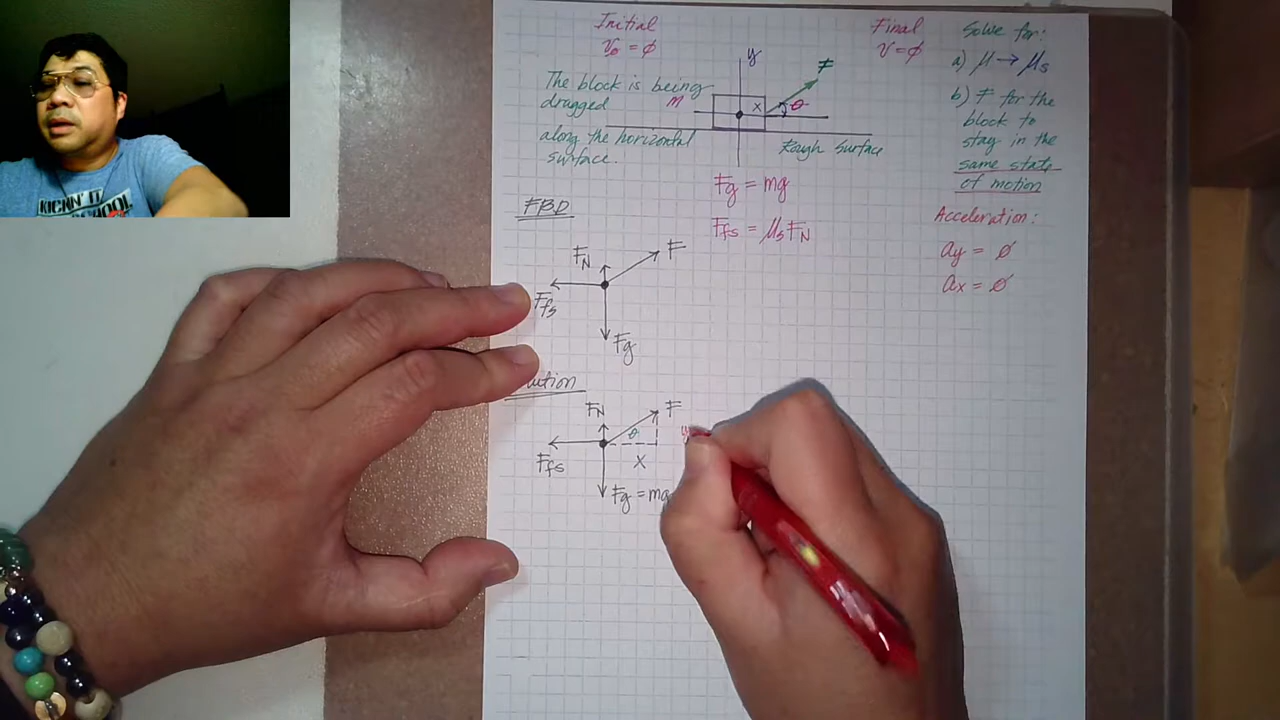 Initial
v₀ = ∅
Final
v = ∅
Solve for:
a) μ → μs
b) F for the
block to
stay in the
same state
of motion
The block is being
dragged
along the horizontal
surface.
y
F
m
x
θ
Rough Surface
Fg = mg
Ffs = μs FN
Acceleration:
ay = ∅
ax = ∅
FBD
FN
F
Ffs
Fg
FN
F
θ
Ffs
x
Fg = mg
KICKIN' IT